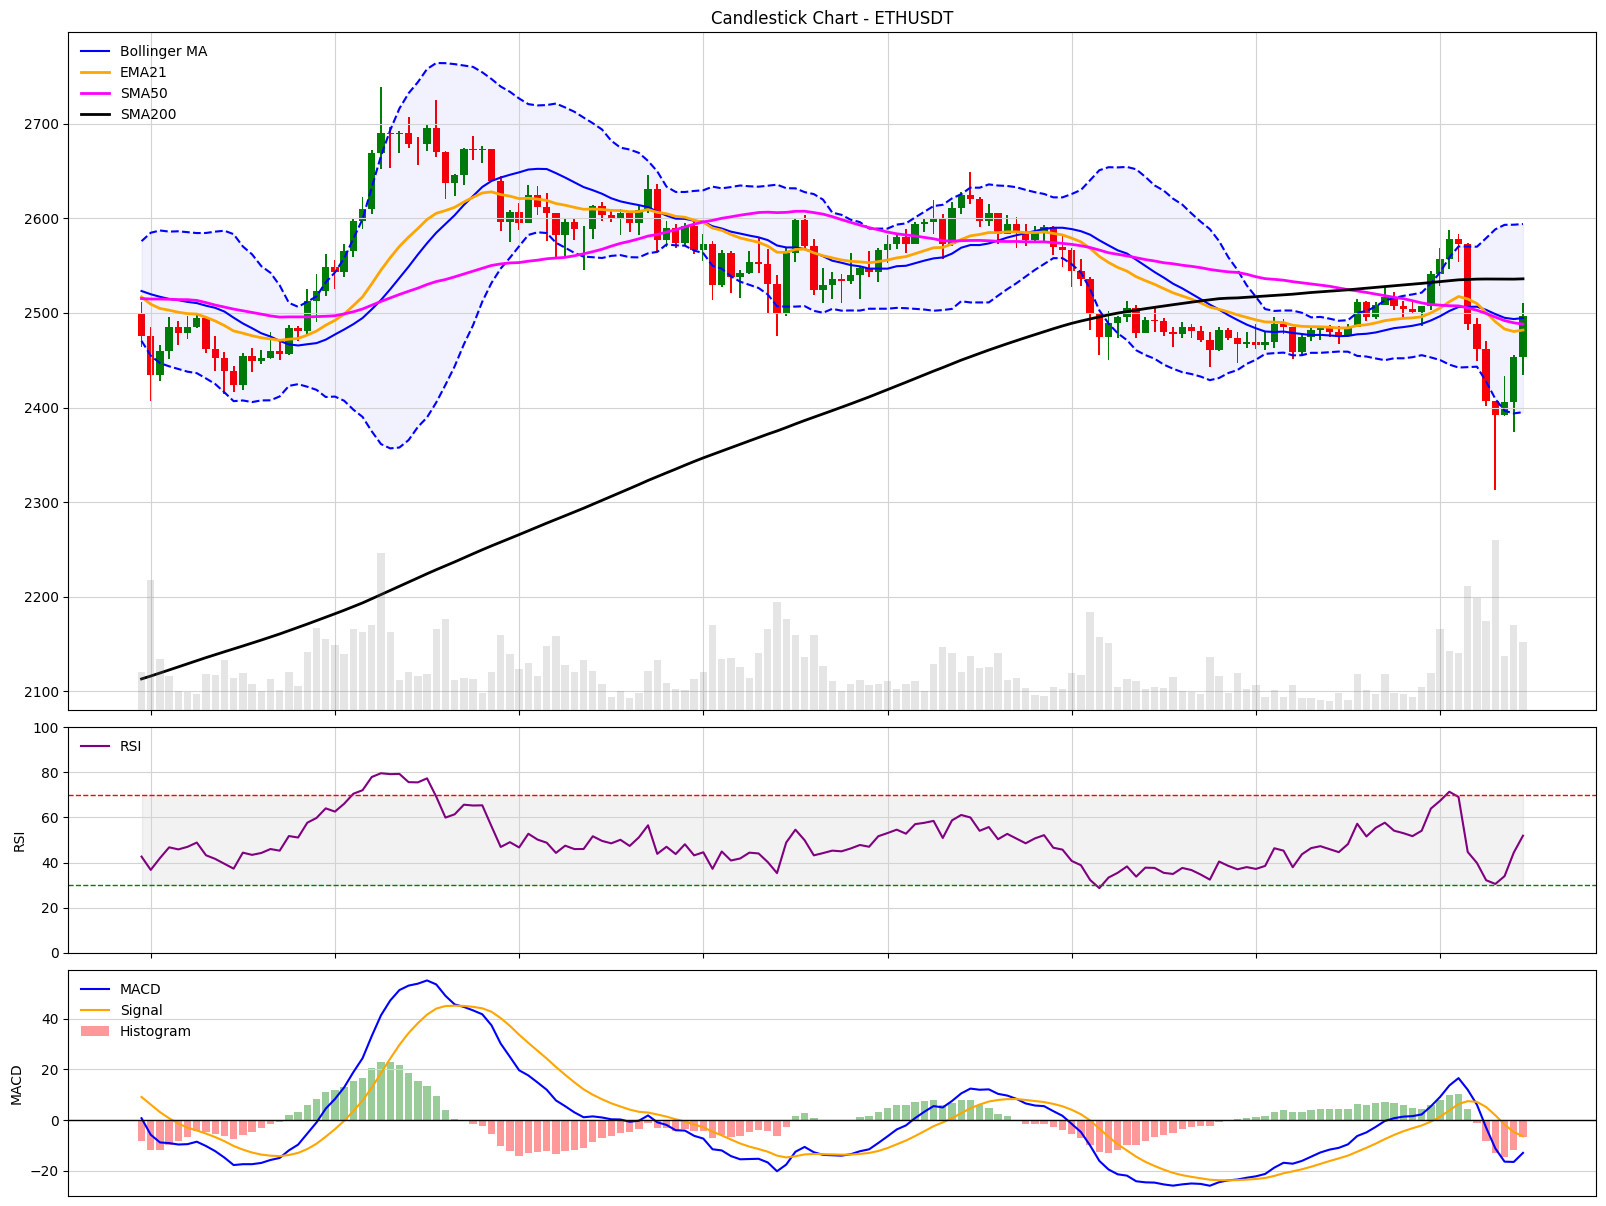 Candlestick Chart - ETHUSDT
Bollinger MA
EMA21
SMA50
SMA200
2700
2600
2500
2400
2300
2200
2100
100
80
60
40
20
0
RSI
RSI
MACD
Signal
Histogram
40
20
0
−20
MACD